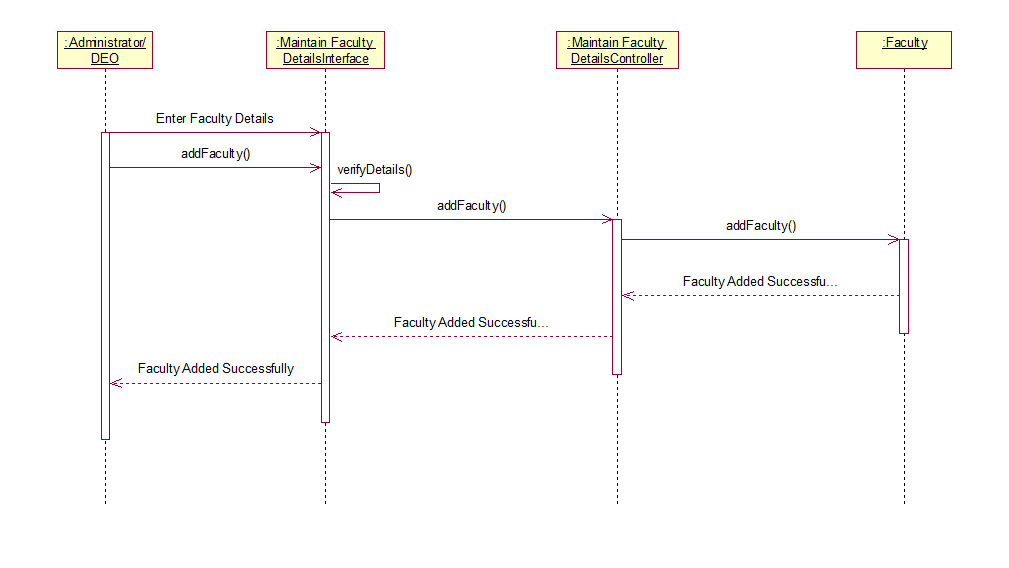 :Administrator/
DEO
:Maintain Faculty
DetailsInterface
:Maintain Faculty
DetailsController
:Faculty
Enter Faculty Details
addFaculty()
verifyDetails()
addFaculty()
addFaculty()
Faculty Added Successfu...
Faculty Added Successfu...
Faculty Added Successfully